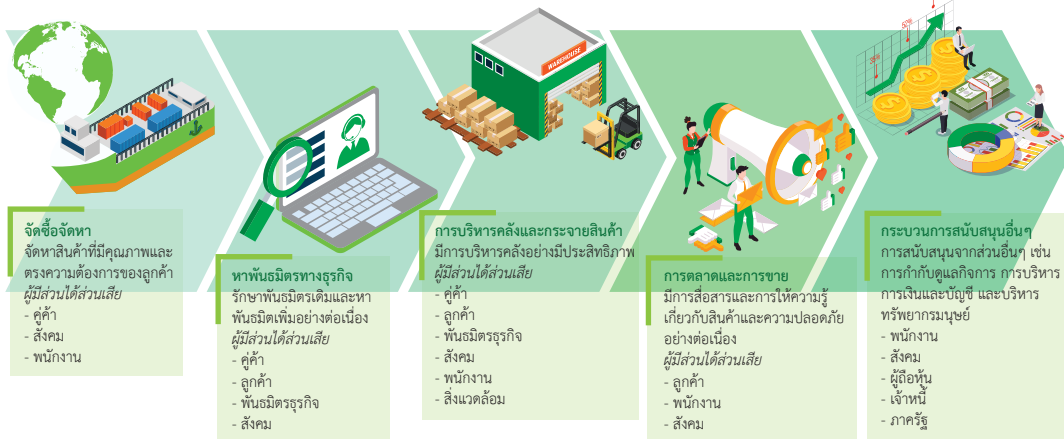 จัดซื้อจัดหา
จัดหาสินค้าที่มีคุณภาพและ
ตรงความต้องการของลูกค้า
ผู้มีส่วนได้ส่วนเสีย
- คู่ค้า
- สังคม
- พนักงาน
หาพันธมิตรทางธุรกิจ
รักษาพันธมิตรเดิมและหา
พันธมิตเพิ่มอย่างต่อเนื่อง
ผู้มีส่วนได้ส่วนเสีย
- คู่ค้า
- ลูกค้า
- พันธมิตรธุรกิจ
- สังคม
WAREHOUSE
การบริหารคลังและกระจายสินค้า
มีการบริหารคลังอย่างมีประสิทธิภาพ
ผู้มีส่วนได้ส่วนเสีย
- คู่ค้า
- ลูกค้า
- พันธมิตรธุรกิจ
- สังคม
- พนักงาน
- สิ่งแวดล้อม
การตลาดและการขาย
มีการสื่อสารและการให้ความรู้
เกี่ยวกับสินค้าและความปลอดภัย
อย่างต่อเนื่อง
ผู้มีส่วนได้ส่วนเสีย
- ลูกค้า
- พนักงาน
- สังคม
กระบวนการสนับสนุนอื่นๆ
การสนับสนุนจากส่วนอื่นๆ เช่น
การกำกับดูแลกิจการ การบริหาร
การเงินและบัญชี และบริหาร
ทรัพยากรมนุษย์
- พนักงาน
- สังคม
- ผู้ถือหุ้น
- เจ้าหนี้
- ภาครัฐ